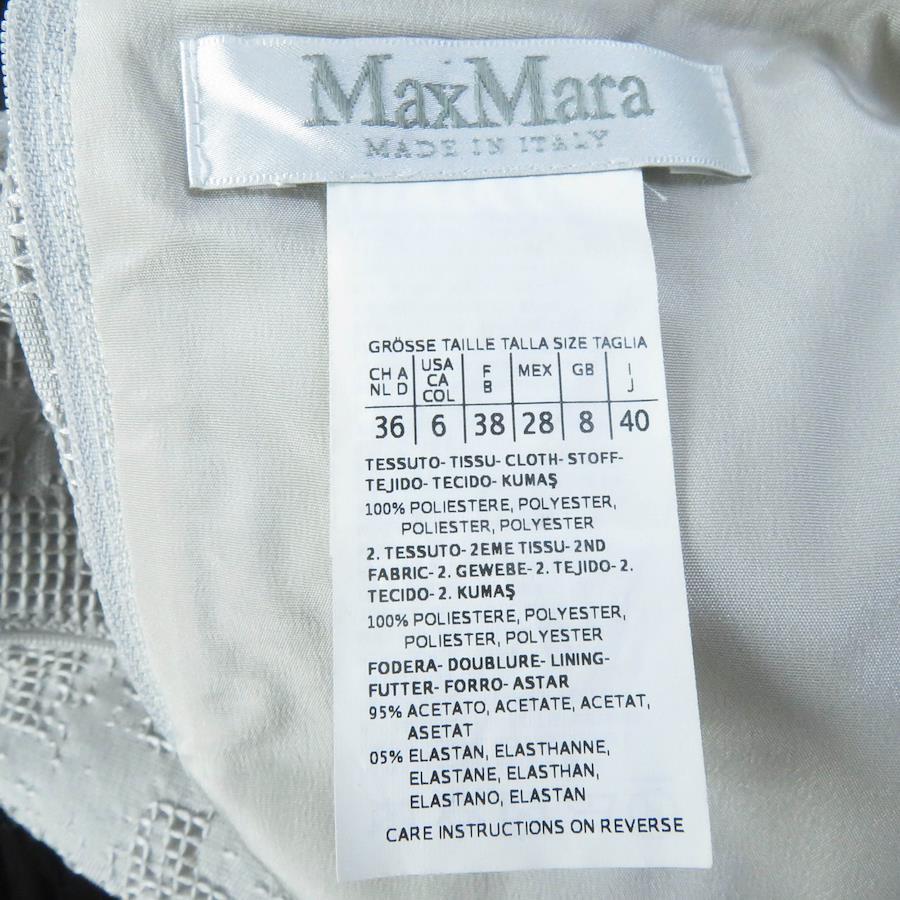 MaxMara
MADE IN ITALY
GRÖSSE TAILLE TALLA SIZE TAGLIA
CH A NL D USA CA COL F B MEX GB I J
36 6 38 28 8 40
TESSUTO- TISSU- CLOTH- STOFF-
TEJIDO- TECIDO- KUMAŞ
100% POLIESTERE, POLYESTER,
POLIESTER, POLYESTER
2. TESSUTO- 2EME TISSU- 2ND
FABRIC- 2. GEWEBE- 2. TEJIDO- 2.
TECIDO- 2. KUMAŞ
100% POLIESTERE, POLYESTER,
POLIESTER, POLYESTER
FODERA- DOUBLURE- LINING-
FUTTER- FORRO- ASTAR
95% ACETATO, ACETATE, ACETAT,
ASETAT
05% ELASTAN, ELASTHANNE,
ELASTANE, ELASTHAN,
ELASTANO, ELASTAN
CARE INSTRUCTIONS ON REVERSE